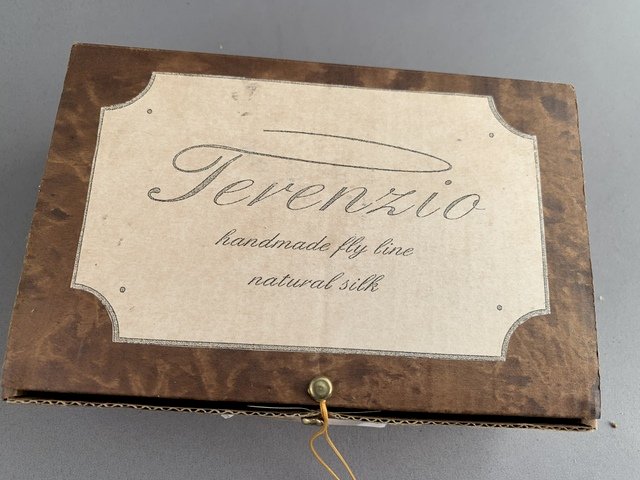 Terenzio
handmade fly line
natural silk